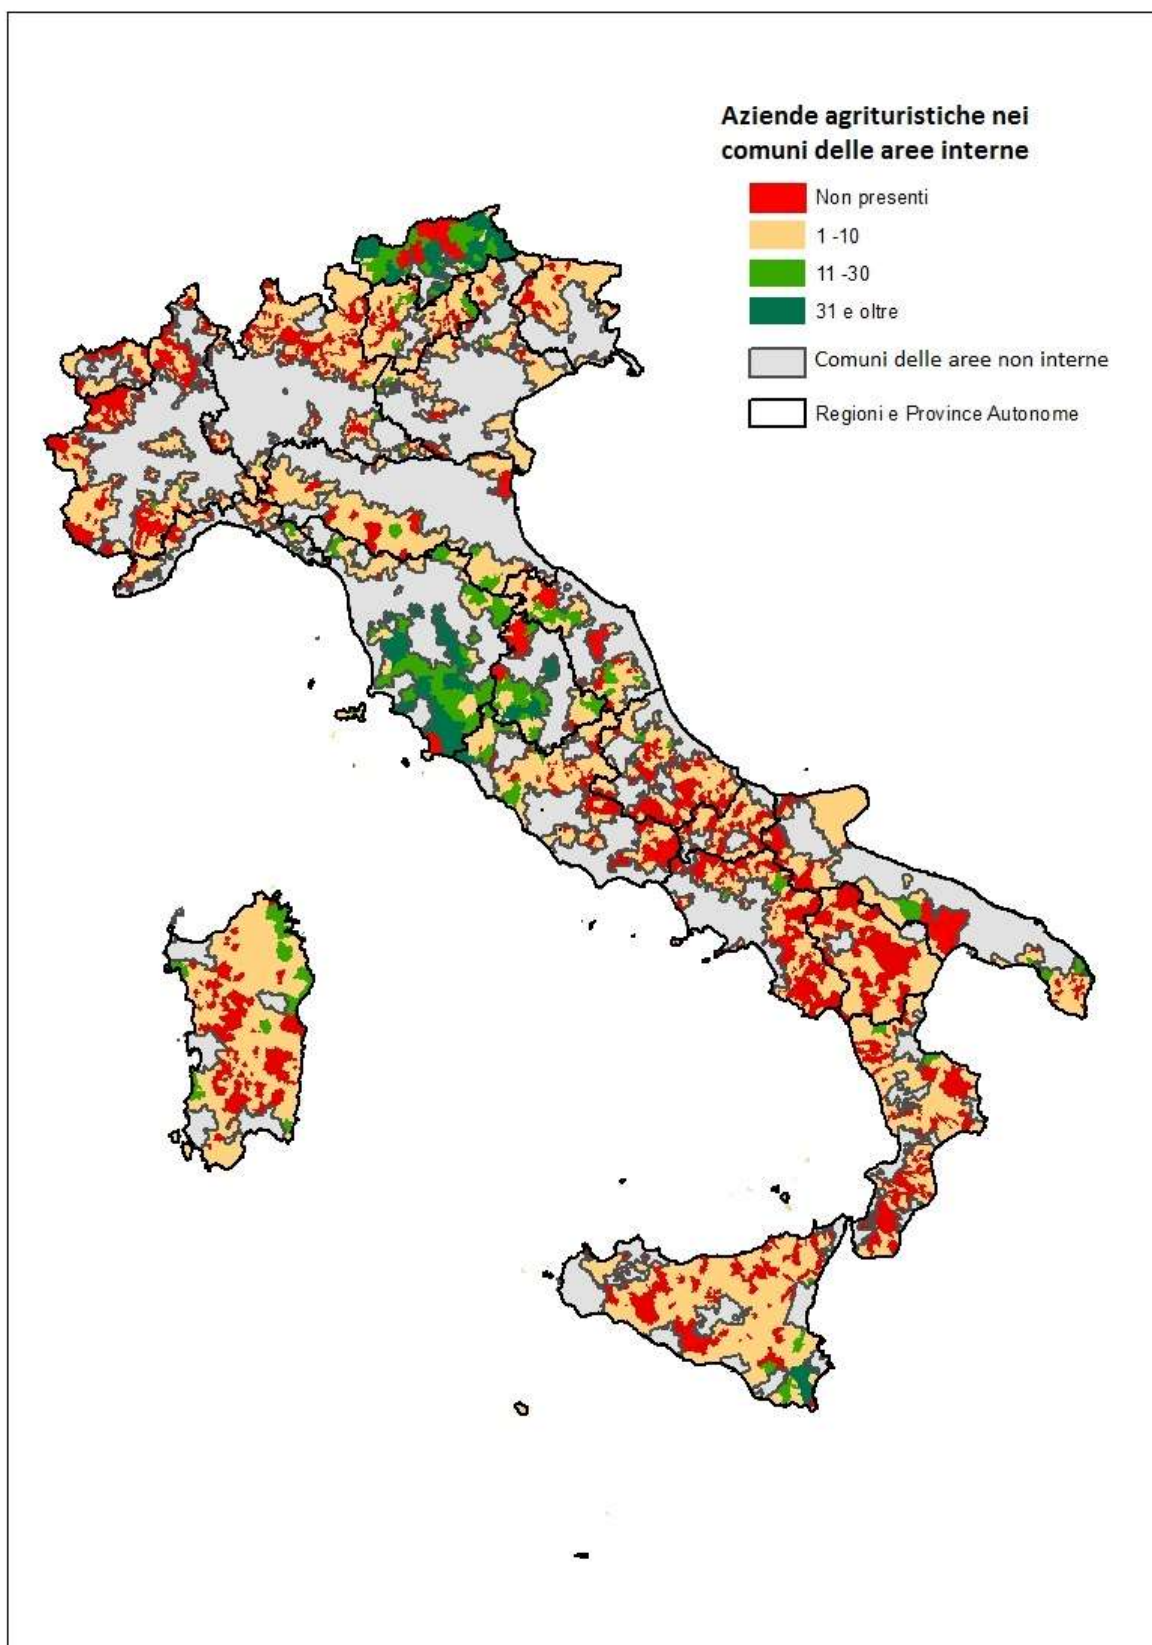 Aziende agrituristiche nei
comuni delle aree interne
Non presenti
1 -10
11 -30
31 e oltre
Comuni delle aree non interne
Regioni e Province Autonome